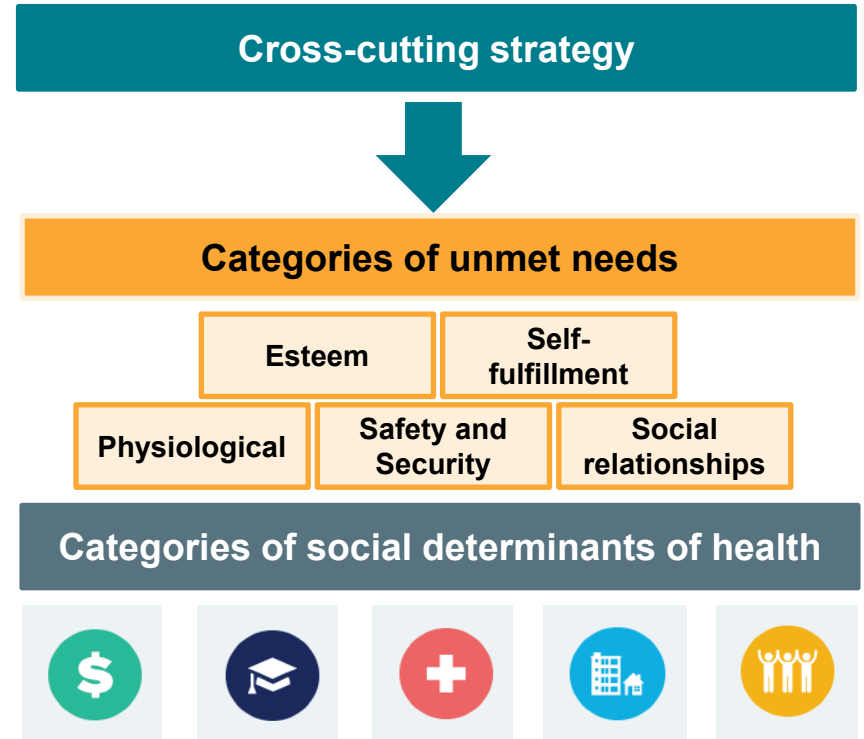 Cross-cutting strategy
Categories of unmet needs
Esteem
Self-
fulfillment
Physiological
Safety and
Security
Social
relationships
Categories of social determinants of health
$